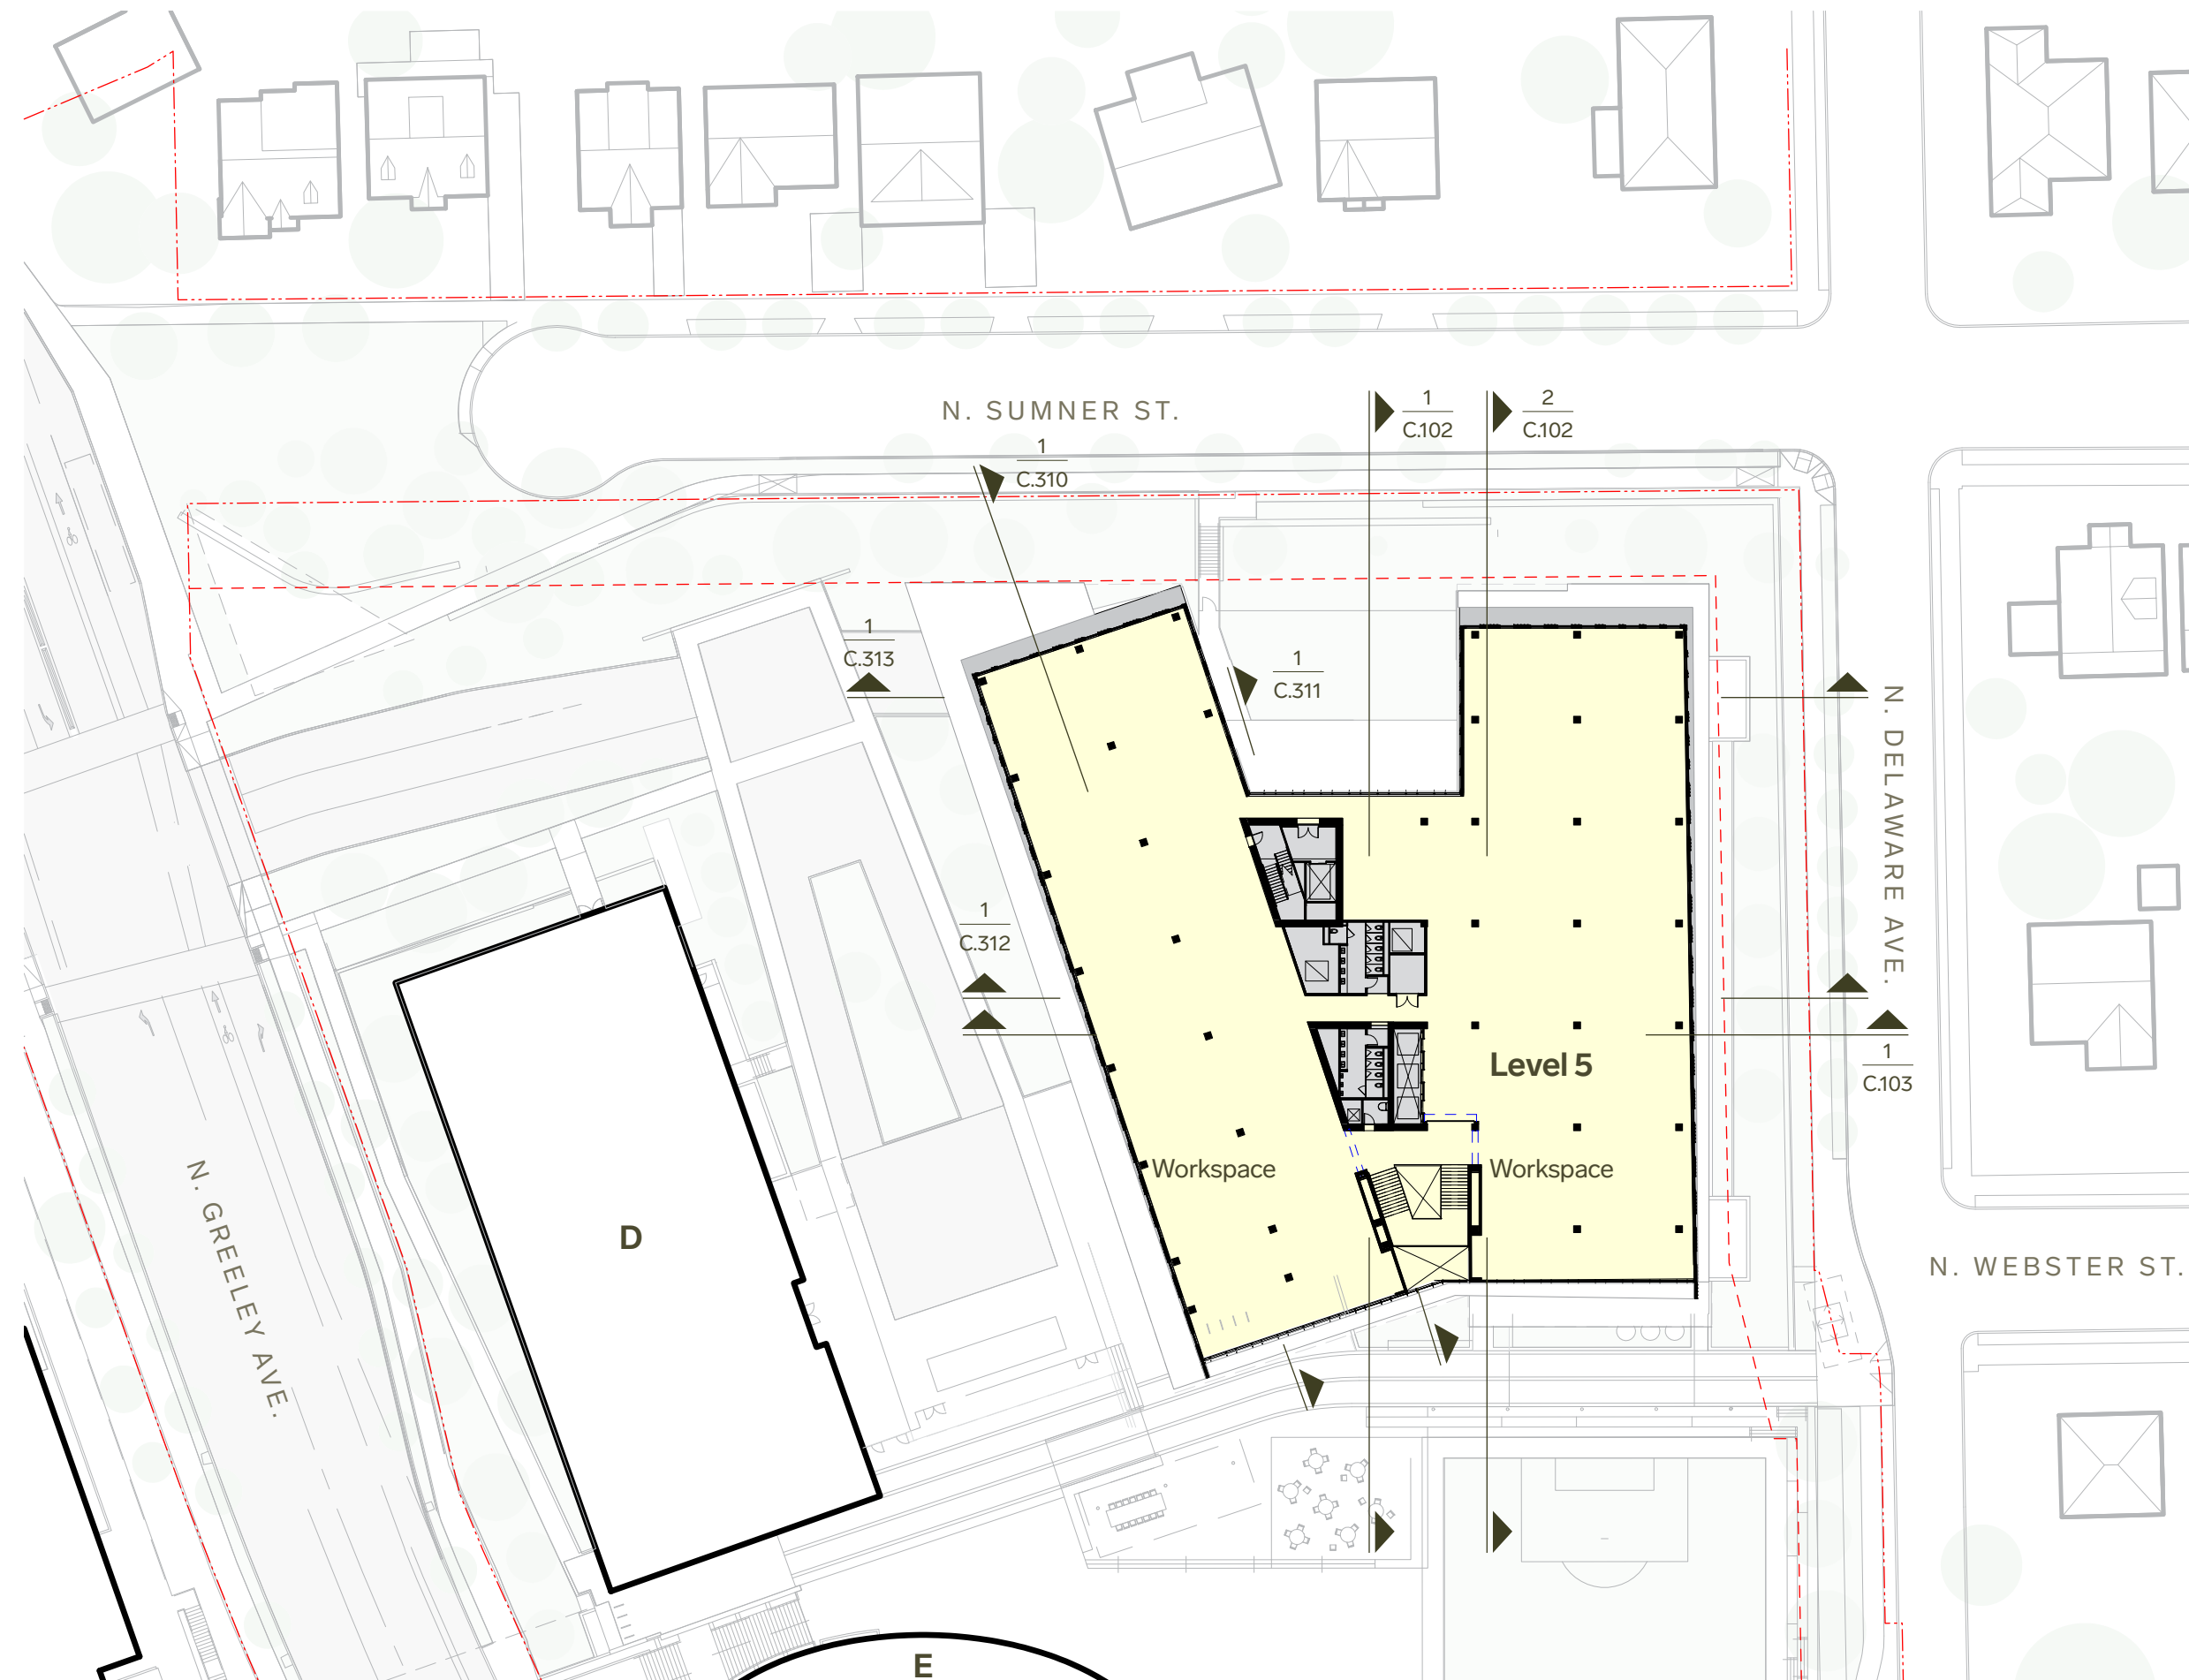 N. SUMNER ST.
1
C.102
2
C.102
1
C.310
1
C.313
1
C.311
N. DELAWARE AVE.
1
C.312
Level 5
1
C.103
Workspace
Workspace
N. GREELEY AVE.
D
N. WEBSTER ST.
E